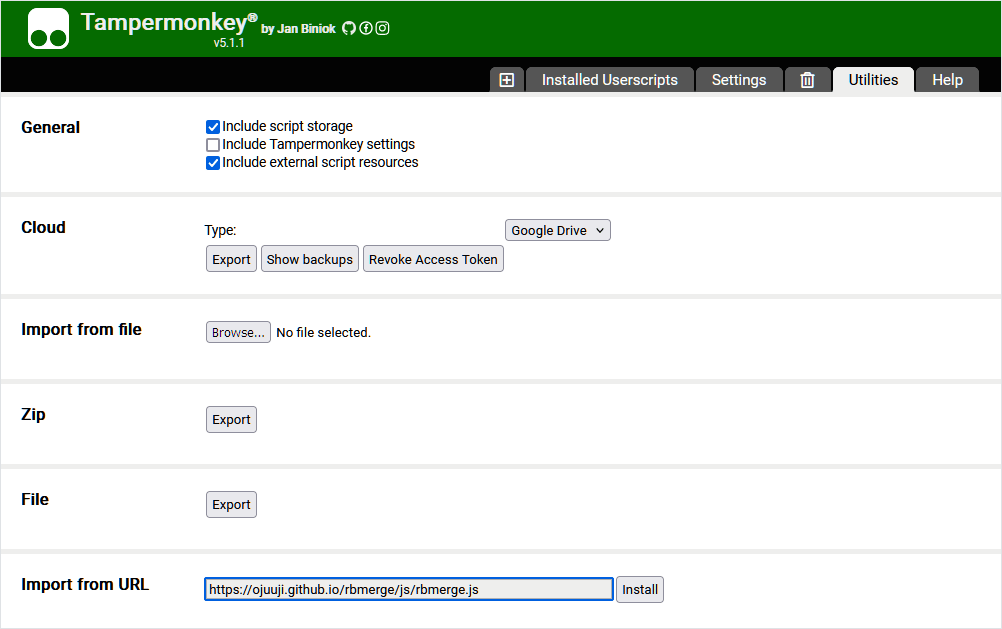 Tampermonkey® by Jan Biniok
v5.1.1
Installed Userscripts Settings Utilities Help
General
Include script storage
Include Tampermonkey settings
Include external script resources
Cloud
Type: Google Drive
Export Show backups Revoke Access Token
Import from file
Browse... No file selected.
Zip
Export
File
Export
Import from URL
https://ojuuji.github.io/rbmerge/js/rbmerge.js Install